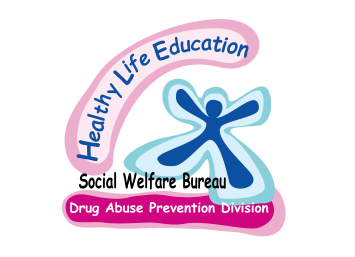 Healthy Life Education
Social Welfare Bureau
Drug Abuse Prevention Division